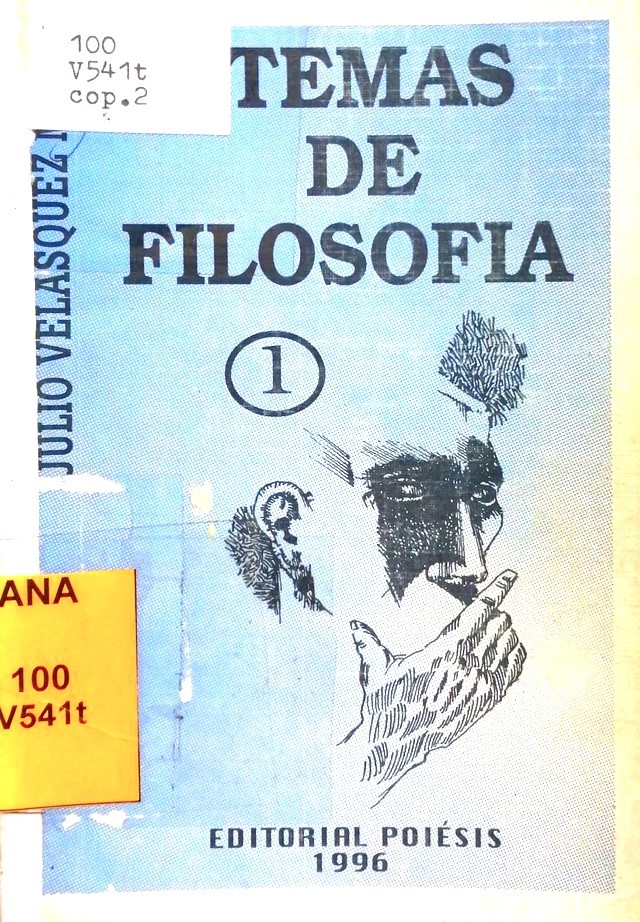 100
V541t
cop.2
TEMAS
DE
FILOSOFIA
1
JULIO VELASQUEZ
ANA
100
V541t
EDITORIAL POIÉSIS
1996